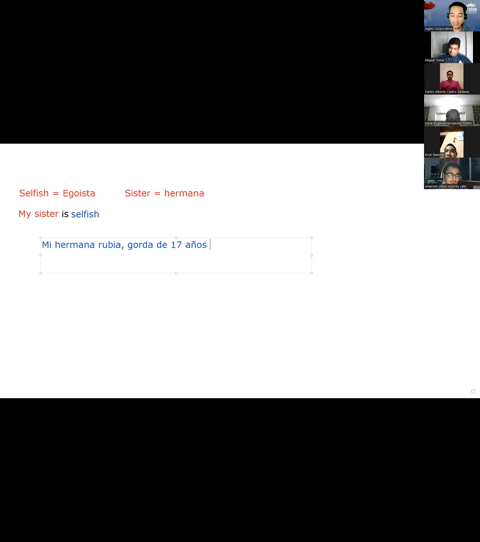 Selfish = Egoista Sister = hermana
My sister is selfish
Mi hermana rubia, gorda de 17 años